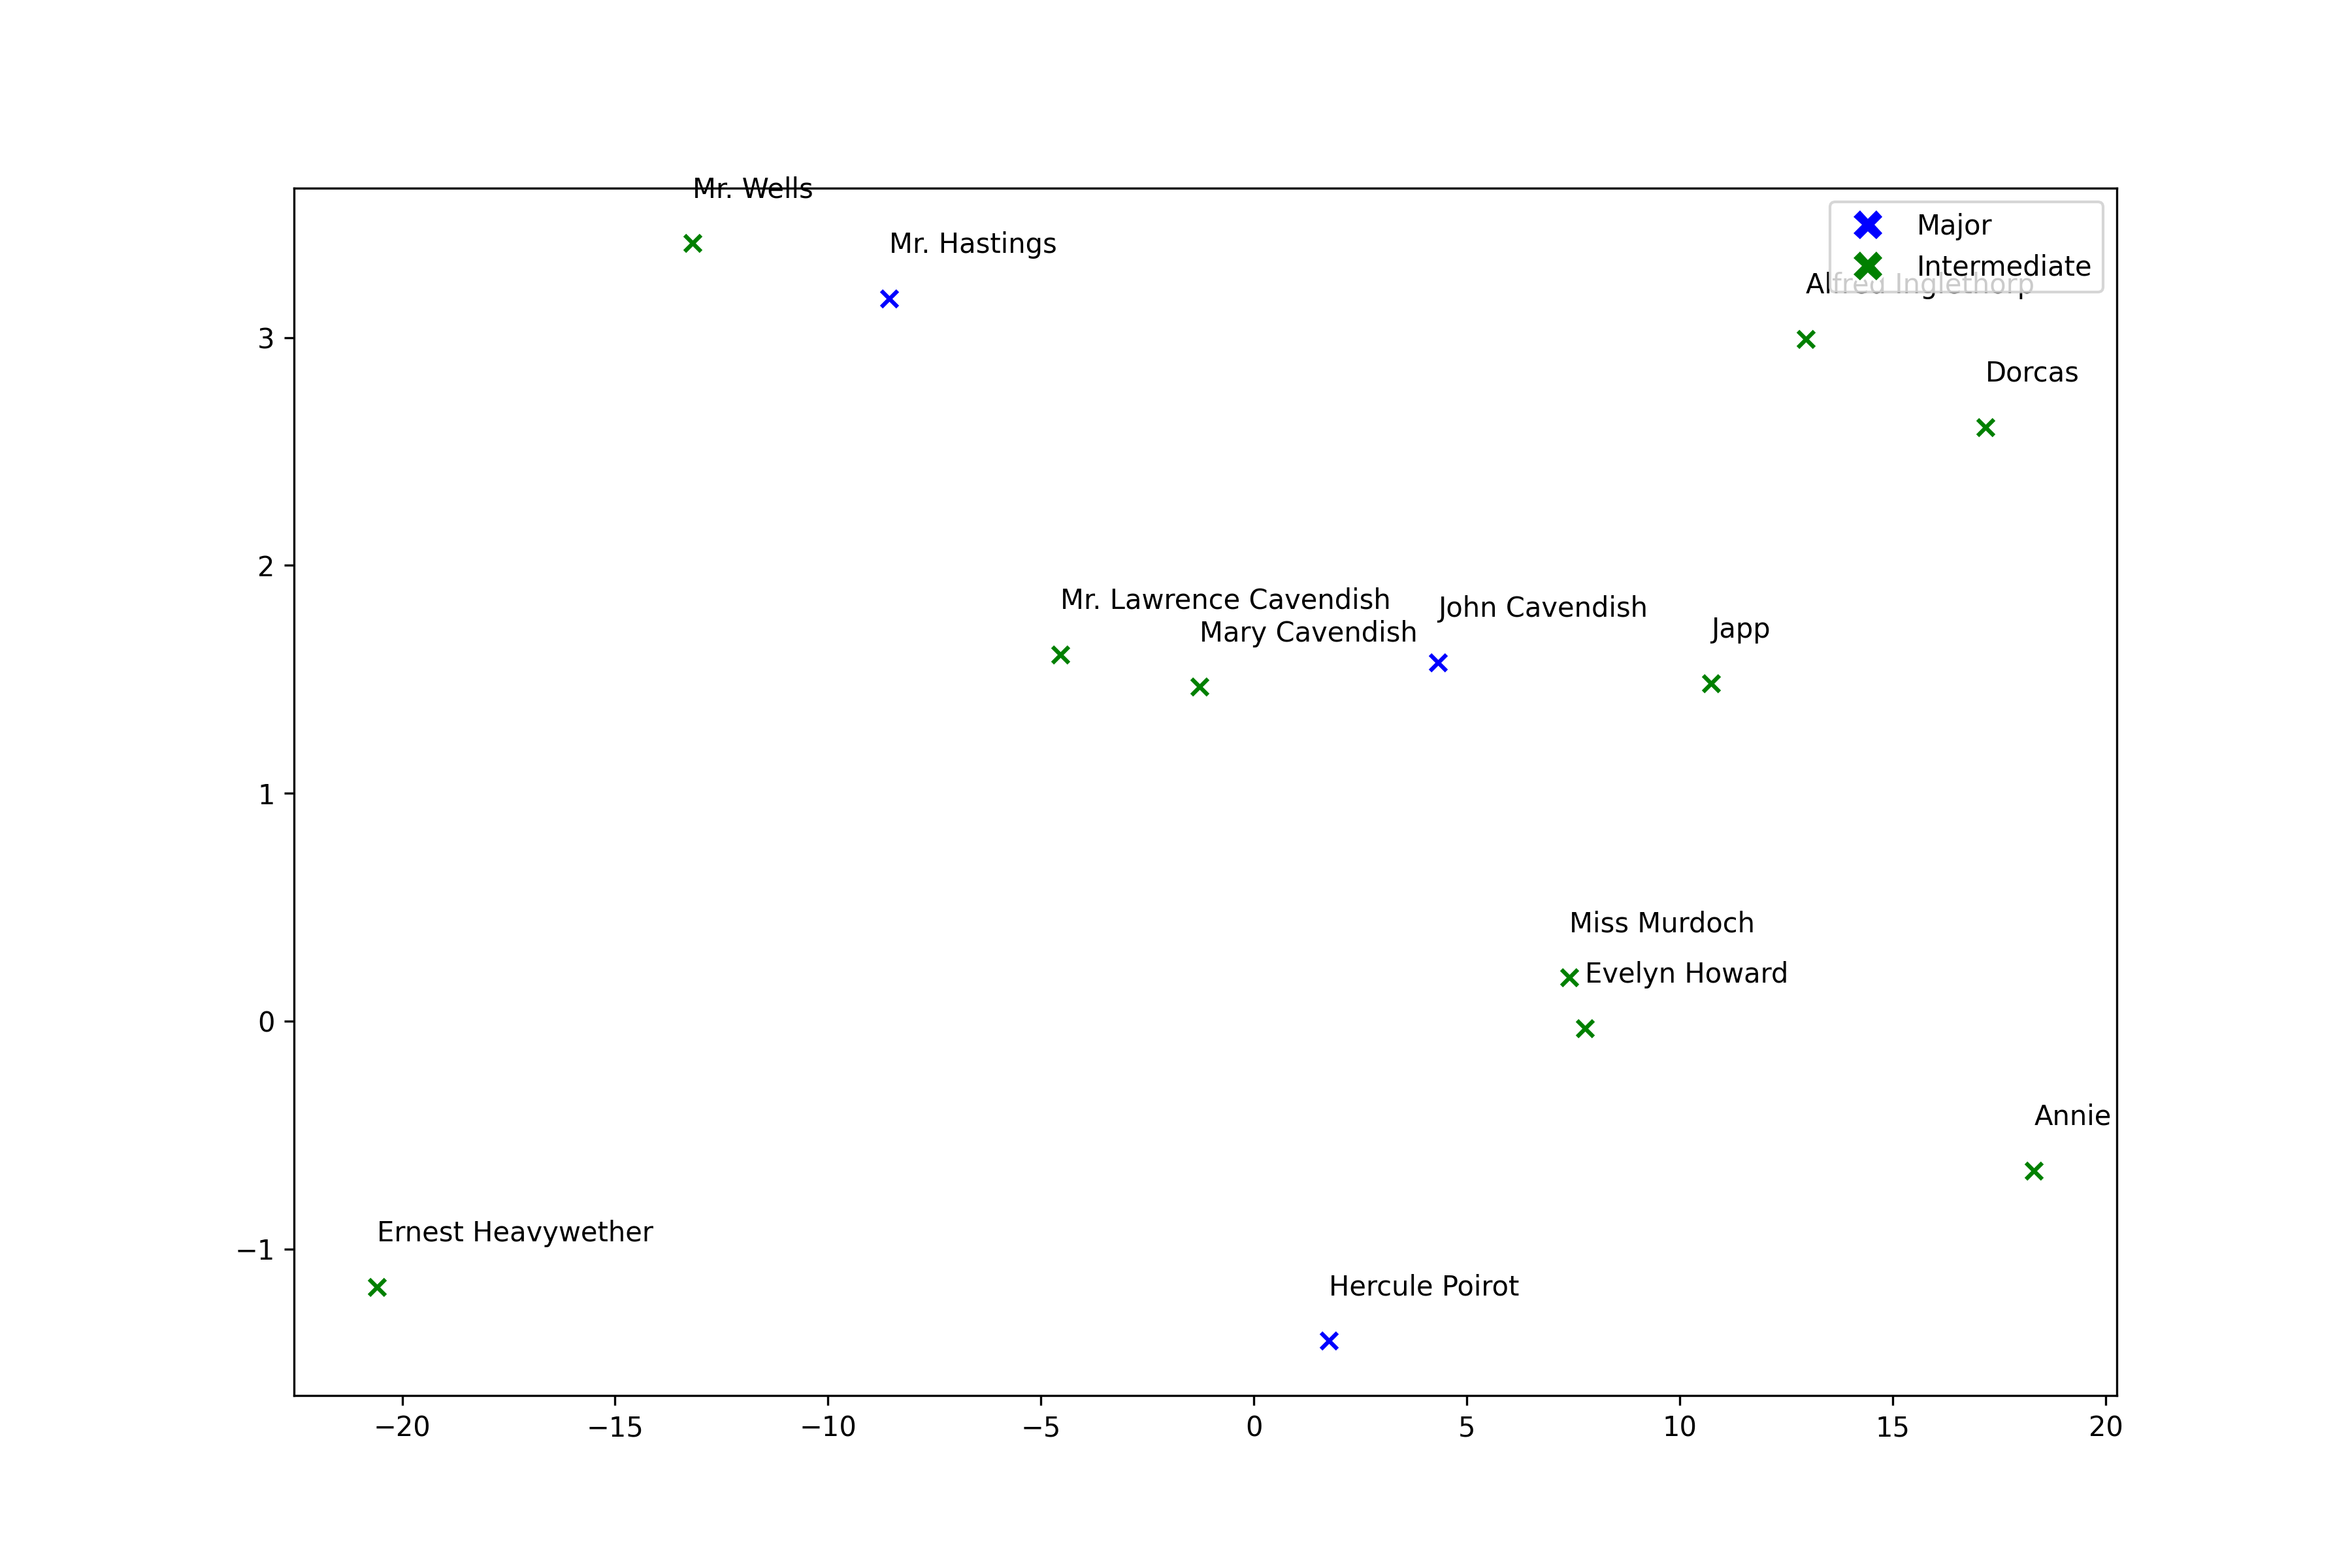 Mr. Wells
Major
Mr. Hastings
Intermediate
Alfred Inglethorp
3
Dorcas
2
Mr. Lawrence Cavendish
John Cavendish
Mary Cavendish
Japp
1
Miss Murdoch
Evelyn Howard
0
Annie
Ernest Heavywether
−1
Hercule Poirot
−20 −15 −10 −5 0 5 10 15 20